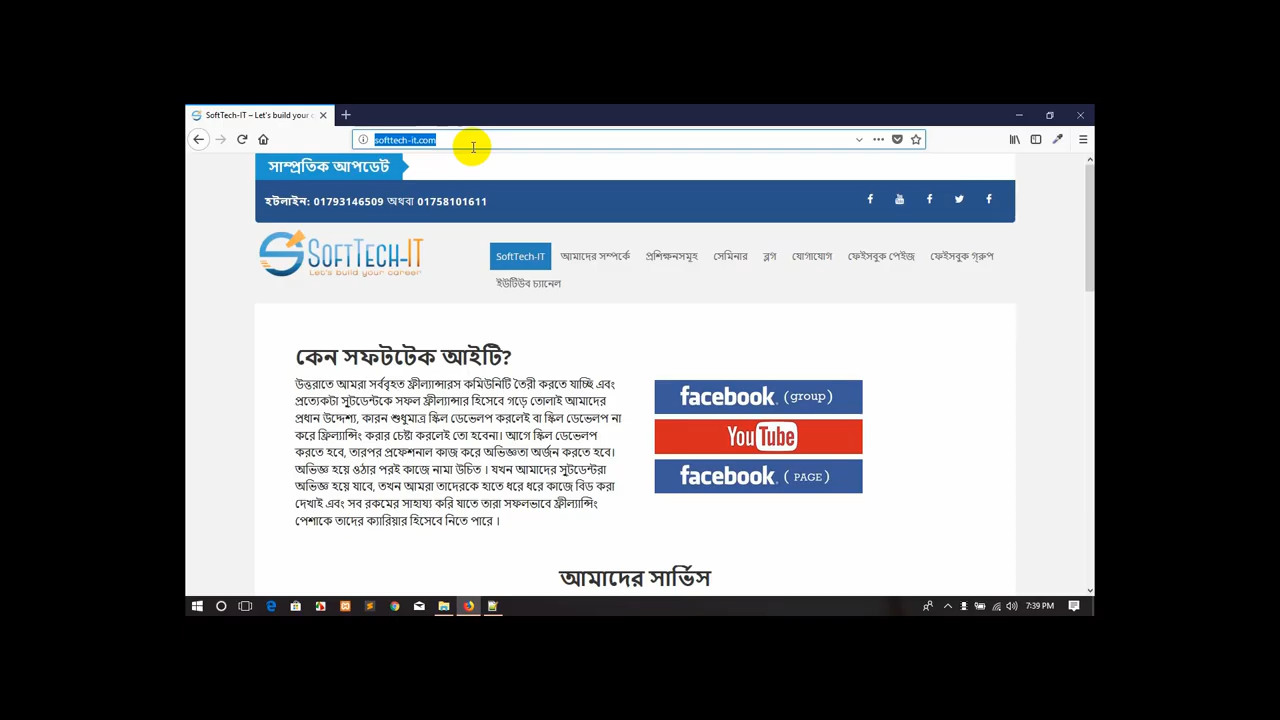 SoftTech-IT – Let's build your c
softtech-it.com
সাম্প্রতিক আপডেট
হটলাইন: 01793146509 অথবা 01758101611
SOFTTECH-IT
Let's build your career
SoftTech-IT আমাদের সম্পর্কে প্রশিক্ষনসমূহ সেমিনার ব্লগ যোগাযোগ ফেইসবুক পেইজ ফেইসবুক গ্রুপ
ইউটিউব চ্যানেল
কেন সফটটেক আইটি?
উত্তরাতে আমরা সর্ববৃহত ফ্রীল্যান্সারস কমিউনিটি তৈরী করতে যাচ্ছি এবং
প্রত্যেকটা সুটডেন্টকে সফল ফ্রীল্যান্সার হিসেবে গড়ে তোলাই আমাদের
প্রধান উদ্দেশ্য, কারন শুধুমাত্র স্কিল ডেভেলপ করলেই বা স্কিল ডেভেলপ না
করে ফ্রিল্যান্সিং করার চেষ্টা করলেই তো হবেনা। আগে স্কিল ডেভেলপ
করতে হবে, তারপর প্রফেশনাল কাজ করে অভিজ্ঞতা অর্জন করতে হবে।
অভিজ্ঞ হয়ে ওঠার পরই কাজে নামা উচিত । যখন আমাদের সুটডেন্টরা
অভিজ্ঞ হয়ে যাবে, তখন আমরা তাদেরকে হাতে ধরে ধরে কাজে বিড করা
দেখাই এবং সব রকমের সাহায্য করি যাতে তারা সফলভাবে ফ্রীল্যান্সিং
পেশাকে তাদের ক্যারিয়ার হিসেবে নিতে পারে ।
facebook. (group)
YouTube
facebook. ( PAGE )
আমাদের সার্ভিস
7:39 PM